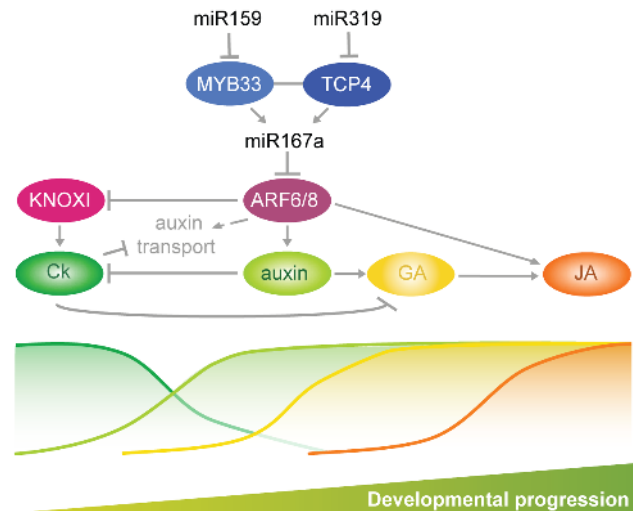 miR159 miR319
MYB33 TCP4
miR167a
KNOXI ARF6/8
auxin
transport
Ck auxin GA JA
Developmental progression